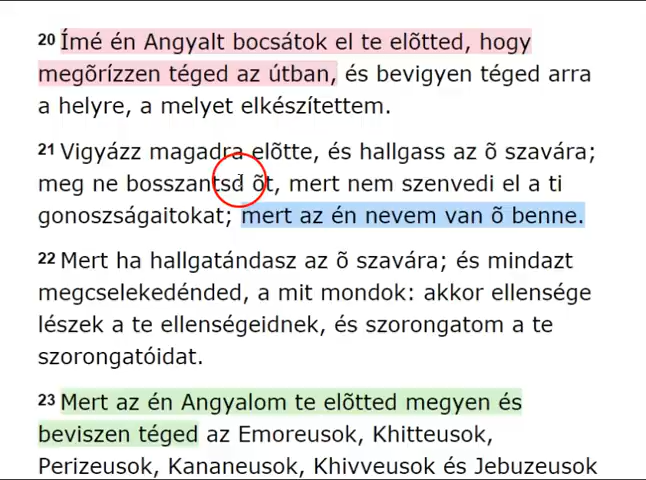 20 Ímé én Angyalt bocsátok el te elõtted, hogy
megõrízzen téged az útban, és bevigyen téged arra
a helyre, a melyet elkészítettem.
21 Vigyázz magadra elõtte, és hallgass az õ szavára;
meg ne bosszantsd õt, mert nem szenvedi el a ti
gonoszságaitokat; mert az én nevem van õ benne.
22 Mert ha hallgatándasz az õ szavára; és mindazt
megcselekedénded, a mit mondok: akkor ellensége
lészek a te ellenségeidnek, és szorongatom a te
szorongatóidat.
23 Mert az én Angyalom te elõtted megyen és
beviszen téged az Emoreusok, Khitteusok,
Perizeusok, Kananeusok, Khivveusok és Jebuzeusok